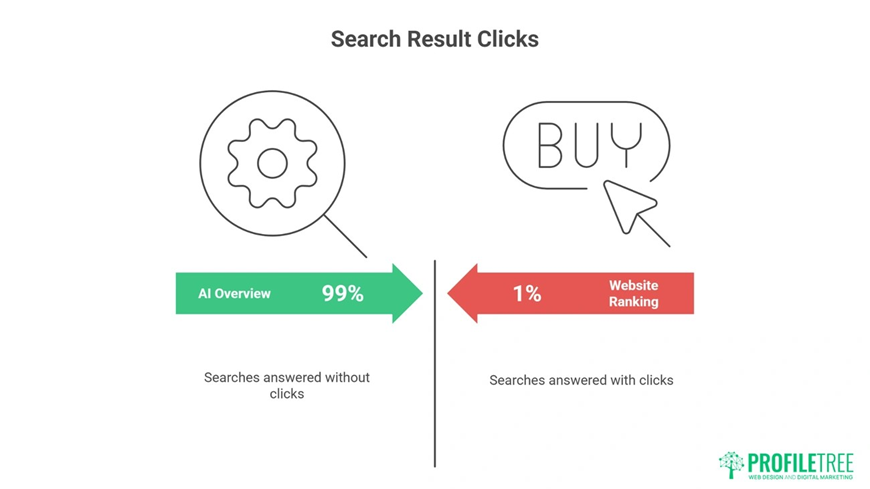 Search Result Clicks
BUY
AI Overview 99%
1% Website
Ranking
Searches answered without
clicks
Searches answered with clicks
PROFILETREE
WEB DESIGN AND DIGITAL MARKETING